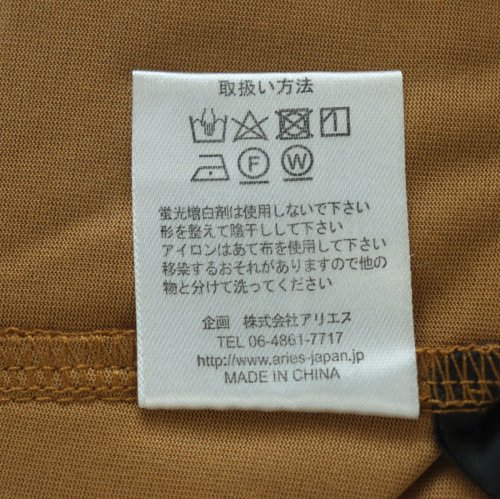 取扱い方法
F W
蛍光増白剤は使用しないで下さい
形を整えて陰干しして下さい
アイロンはあて布を使用して下さい
移染するおそれがありますので他の
物と分けて洗ってください
企画 株式会社アリエス
TEL 06-4861-7717
http://www.aries-japan.jp
MADE IN CHINA